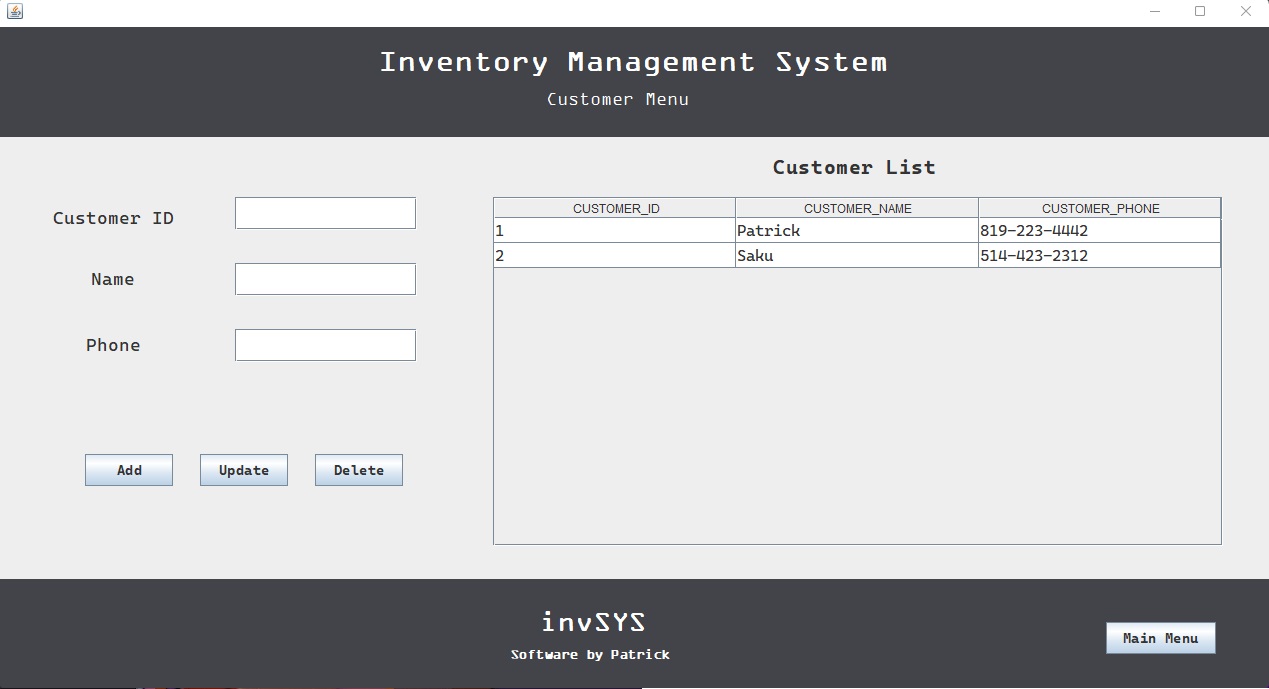 Inventory Management System
Customer Menu
Customer List
Customer ID
Name
Phone
CUSTOMER_ID CUSTOMER_NAME CUSTOMER_PHONE
1 Patrick 819-223-4442
2 Saku 514-423-2312
Add Update Delete
invSYS
Software by Patrick
Main Menu